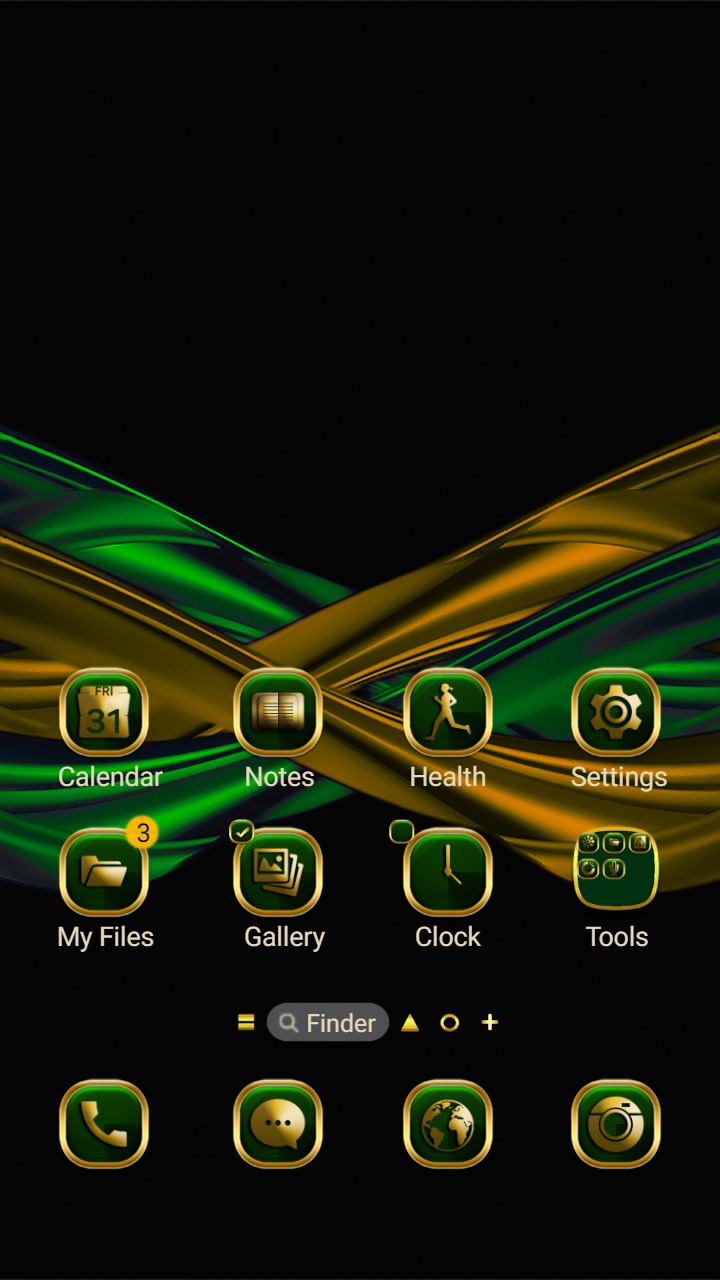 FRI
31
Calendar
Notes
Health
Settings
3
My Files
Gallery
Clock
Tools
Finder